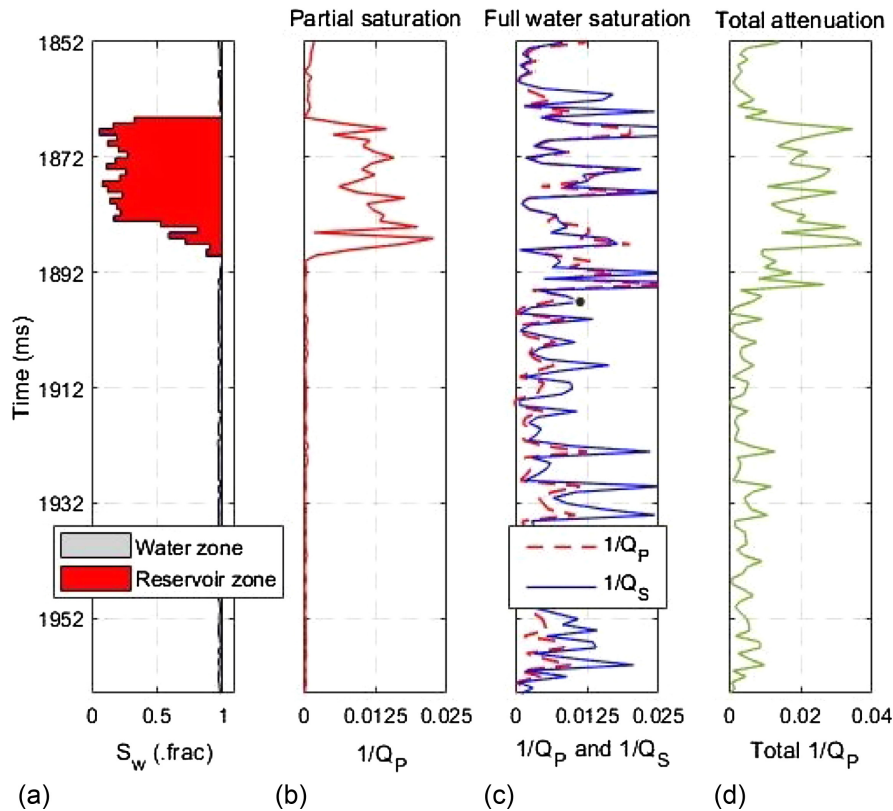 Partial saturation Full water saturation Total attenuation
1852
1872
1892
1912
1932
1952
Time (ms)
Water zone
Reservoir zone
1/Q_P
1/Q_S
0 0.5 1 0 0.0125 0.025 0 0.0125 0.025 0 0.02 0.04
S_w (.frac) 1/Q_P 1/Q_P and 1/Q_S Total 1/Q_P
(a) (b) (c) (d)